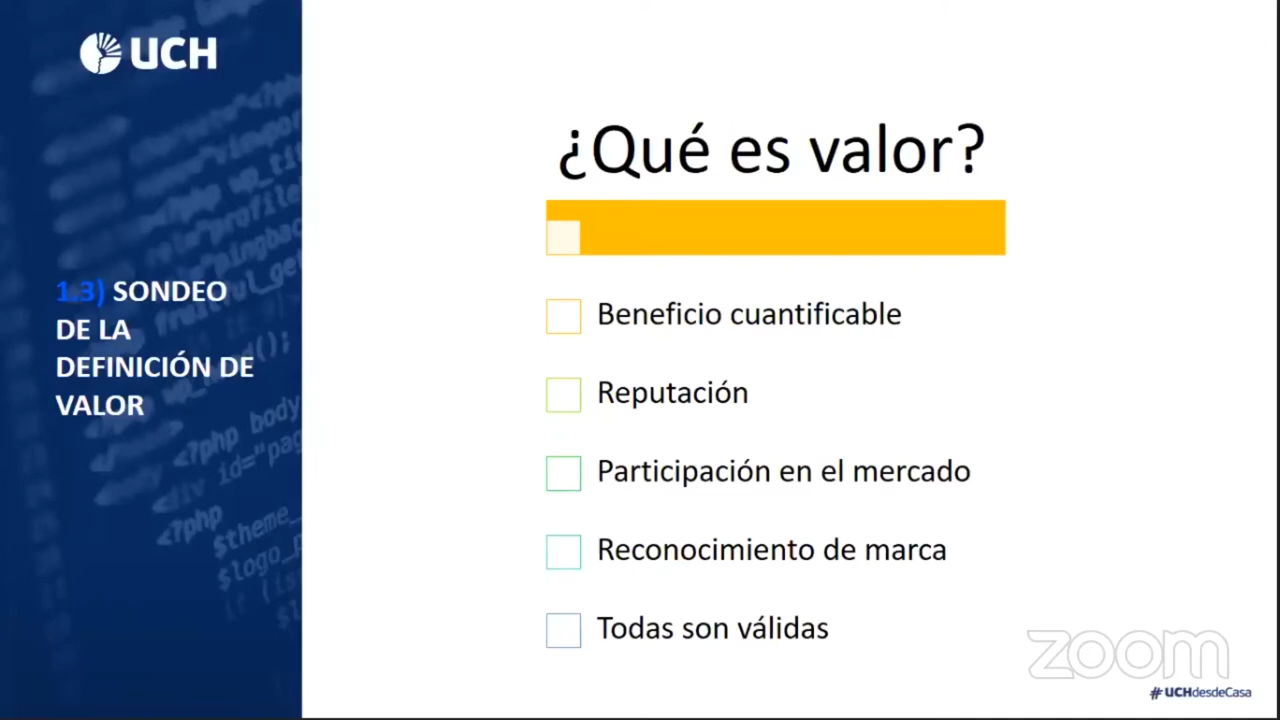 UCH
1.3) SONDEO
DE LA
DEFINICIÓN DE
VALOR
¿Qué es valor?
Beneficio cuantificable
Reputación
Participación en el mercado
Reconocimiento de marca
Todas son válidas
zoom
#UCHdesdeCasa